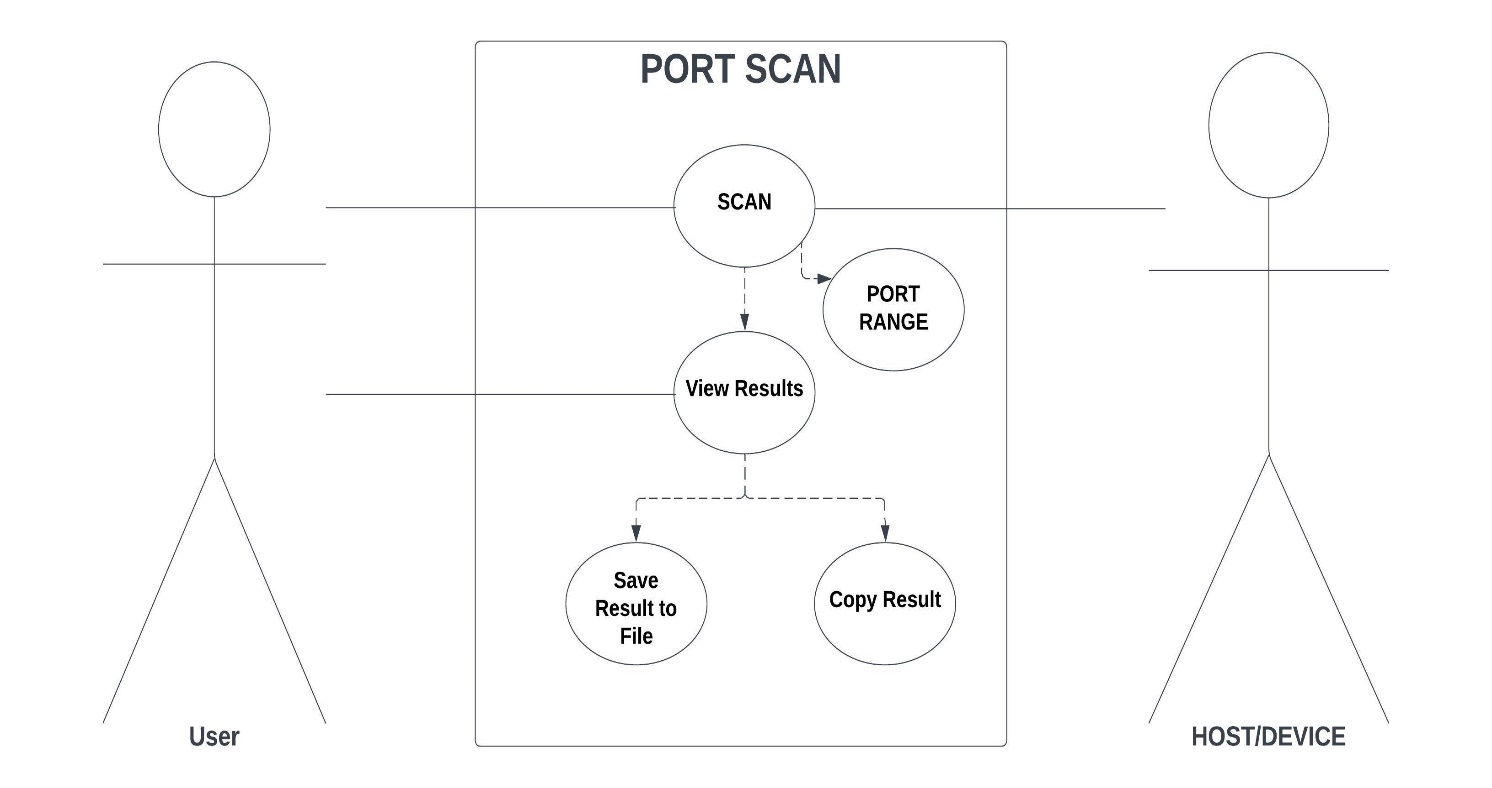 PORT SCAN
SCAN
PORT
RANGE
View Results
Save
Result to
File
Copy Result
User
HOST/DEVICE